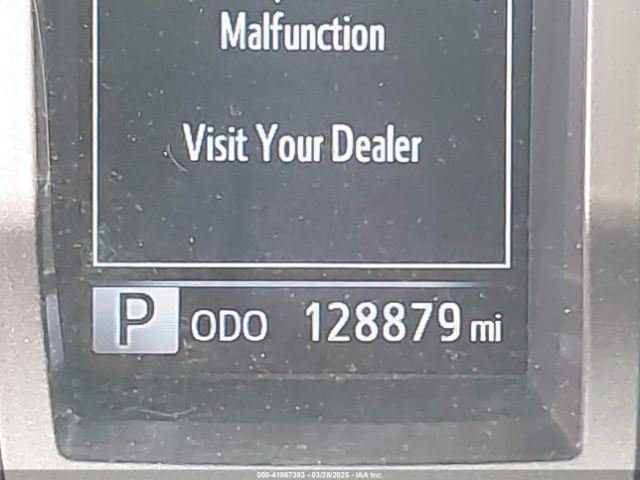 Malfunction
Visit Your Dealer
P ODO 128879 mi
000-41867393 - 03/28/2025 - IAA Inc.